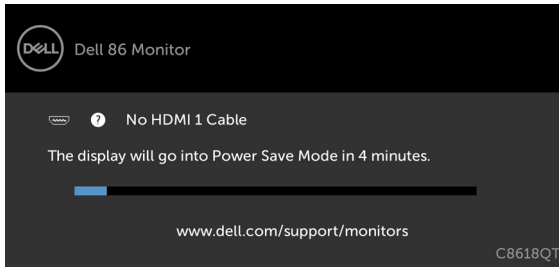 DELL Dell 86 Monitor
? No HDMI 1 Cable
The display will go into Power Save Mode in 4 minutes.
www.dell.com/support/monitors
C8618QT